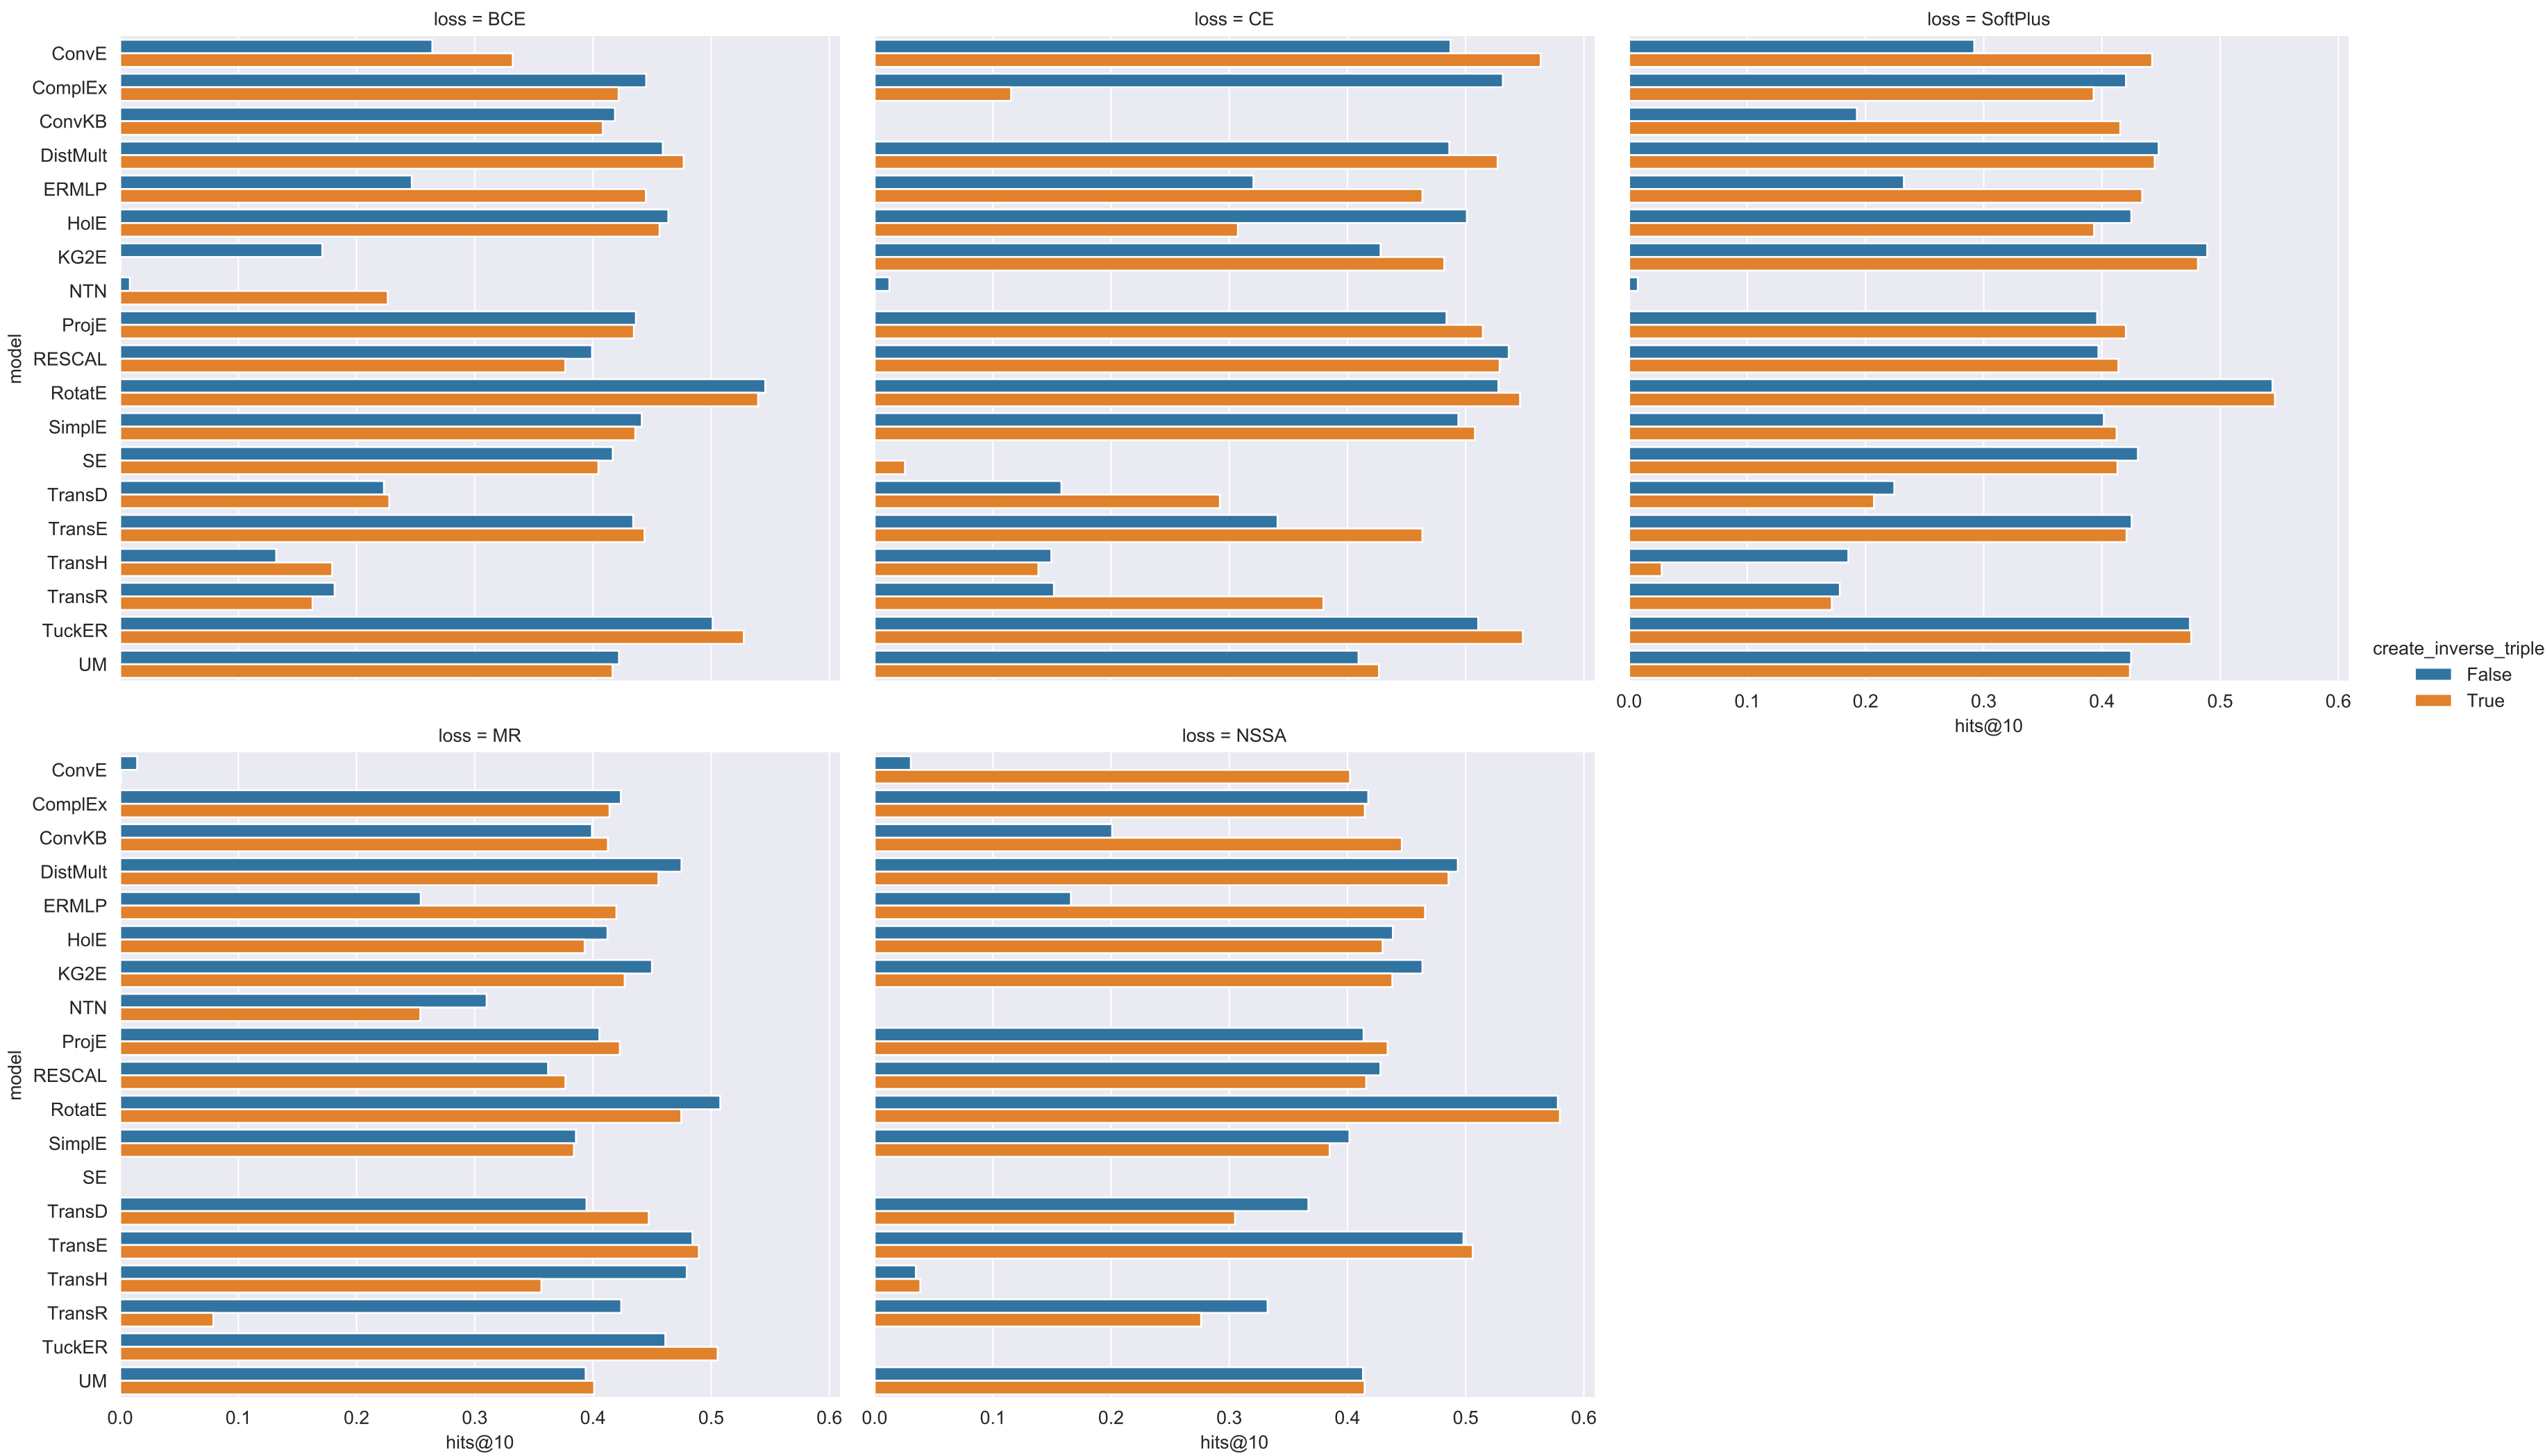 loss = BCE
loss = CE
loss = SoftPlus
model
ConvE
ComplEx
ConvKB
DistMult
ERMLP
HolE
KG2E
NTN
ProjE
RESCAL
RotatE
SimplE
SE
TransD
TransE
TransH
TransR
TuckER
UM
0.0 0.1 0.2 0.3 0.4 0.5 0.6
hits@10
create_inverse_triple
False
True
loss = MR
loss = NSSA
model
ConvE
ComplEx
ConvKB
DistMult
ERMLP
HolE
KG2E
NTN
ProjE
RESCAL
RotatE
SimplE
SE
TransD
TransE
TransH
TransR
TuckER
UM
0.0 0.1 0.2 0.3 0.4 0.5 0.6
hits@10
0.0 0.1 0.2 0.3 0.4 0.5 0.6
hits@10